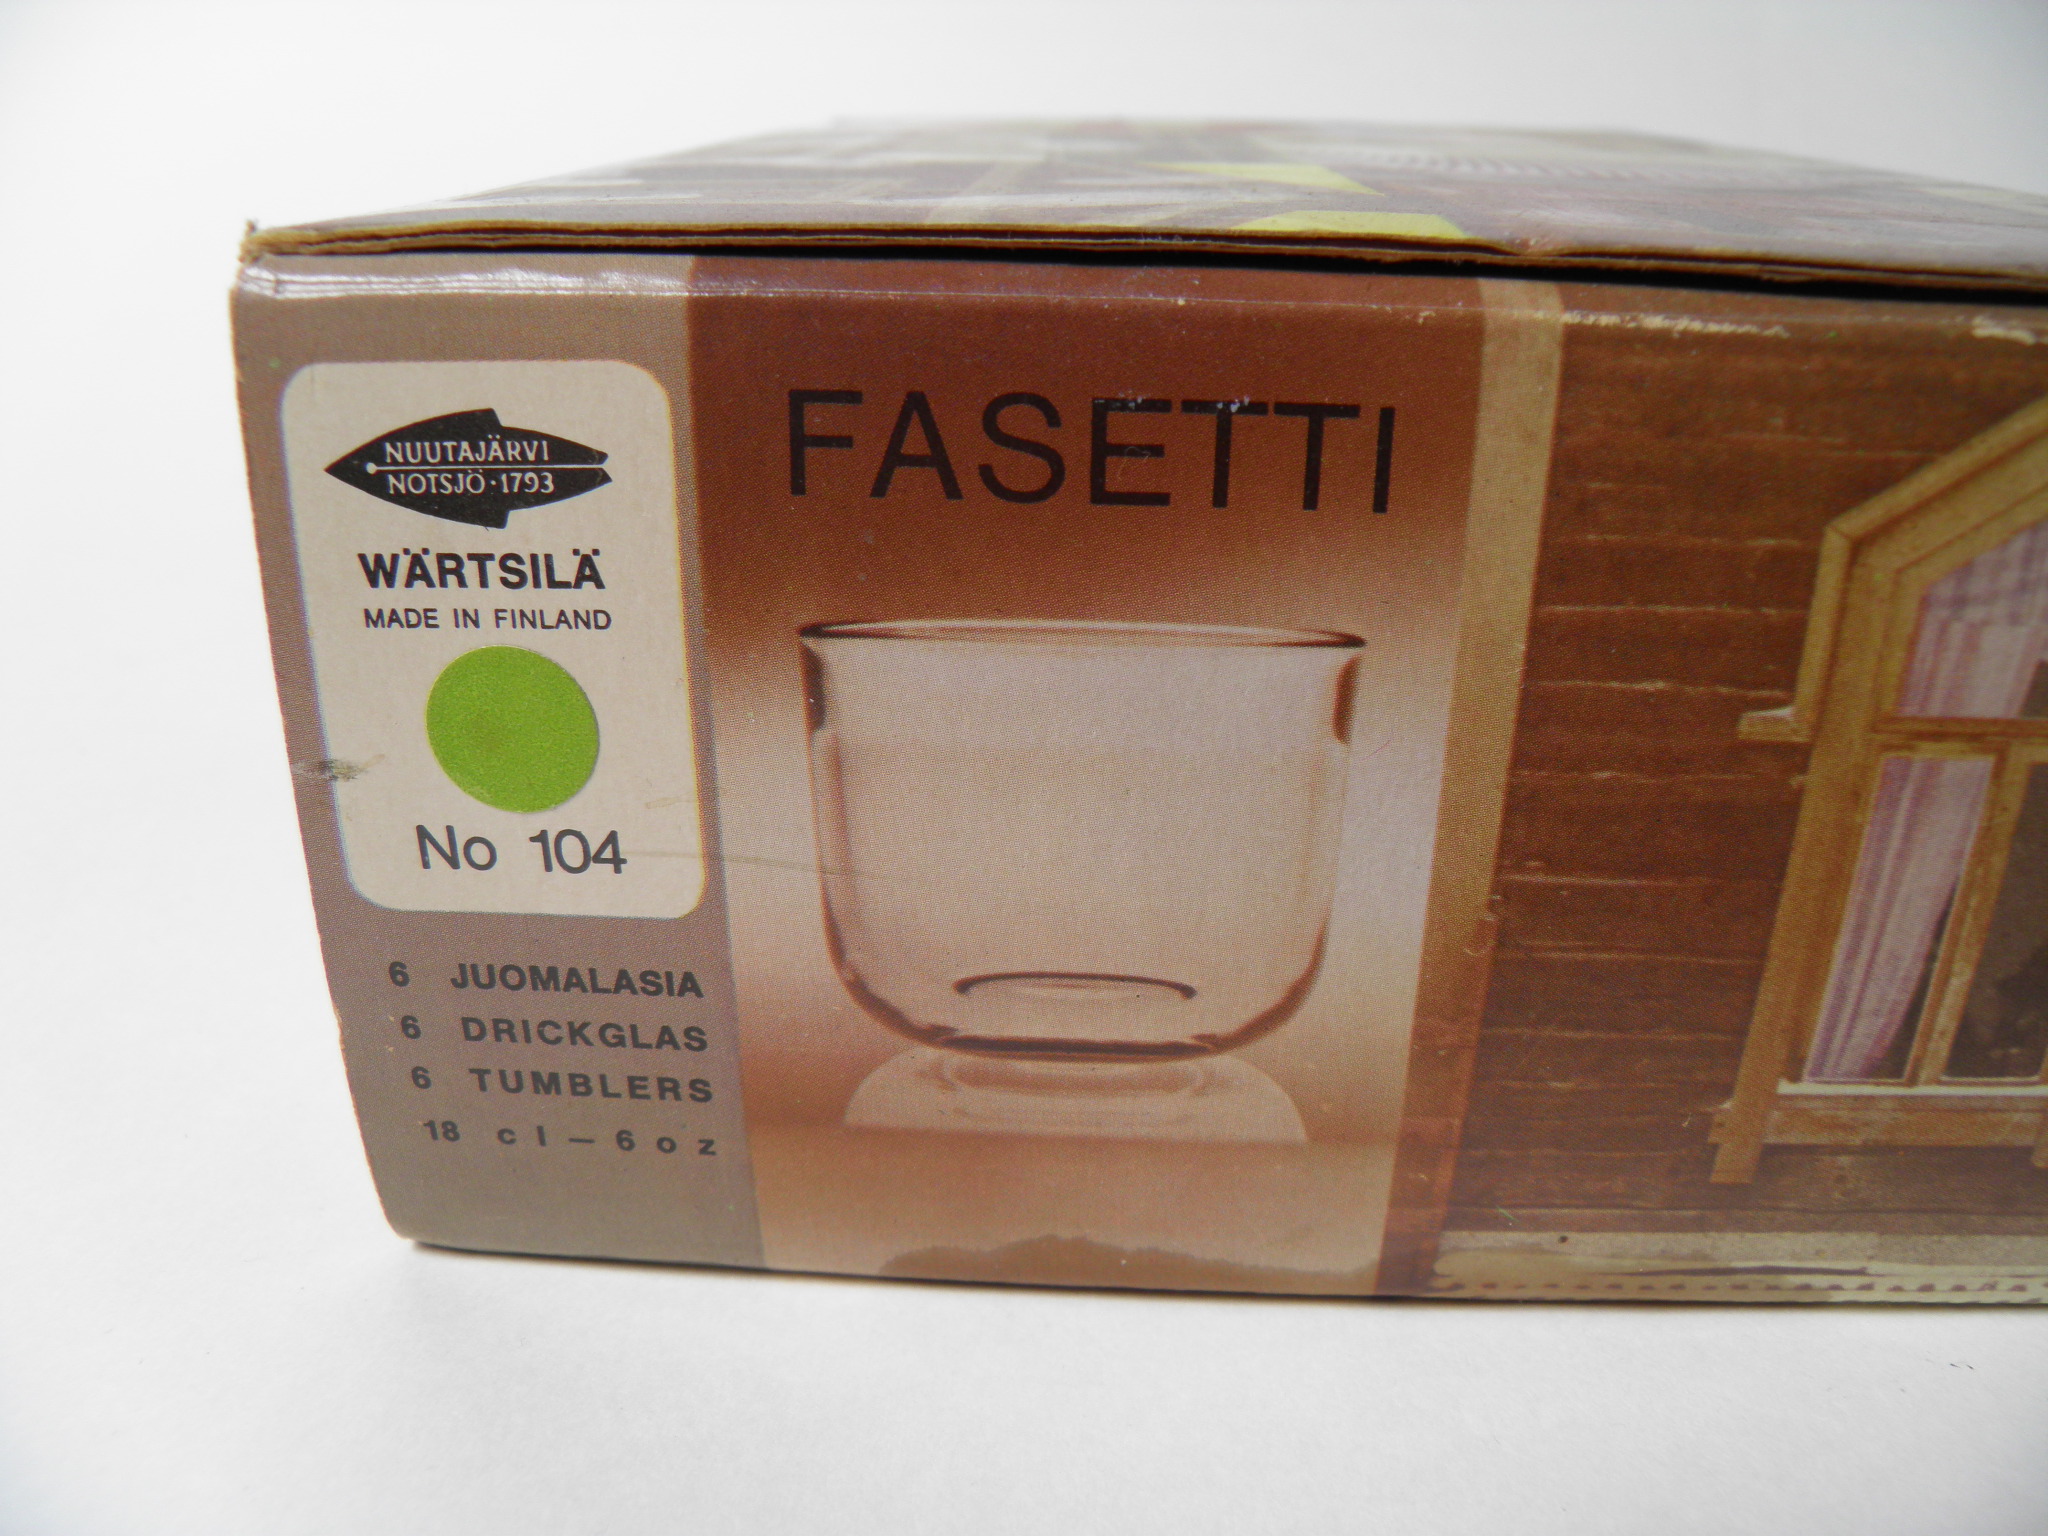 NUUTAJÄRVI
NOTSJÖ·1793
WÄRTSILÄ
MADE IN FINLAND
No 104
6 JUOMALASIA
6 DRICKGLAS
6 TUMBLERS
18 cl – 6 oz
FASETTI